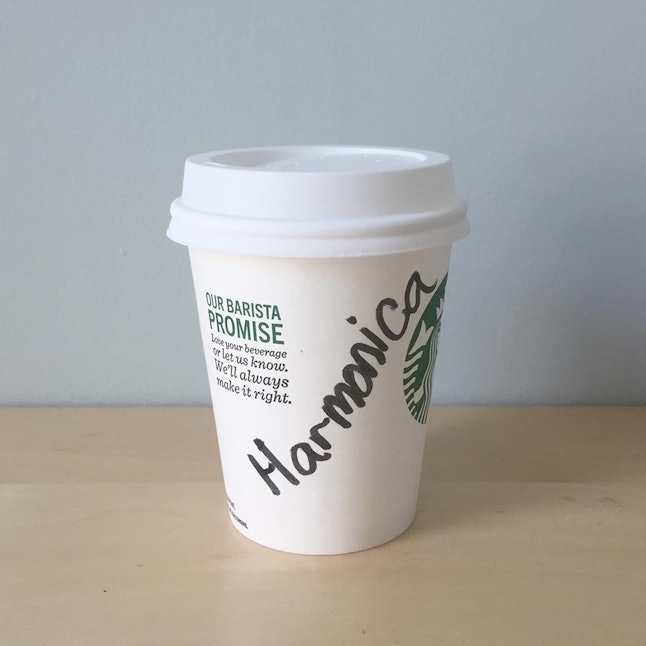 OUR BARISTA
PROMISE
Love your beverage
or let us know.
We'll always
make it right.
Harmonica